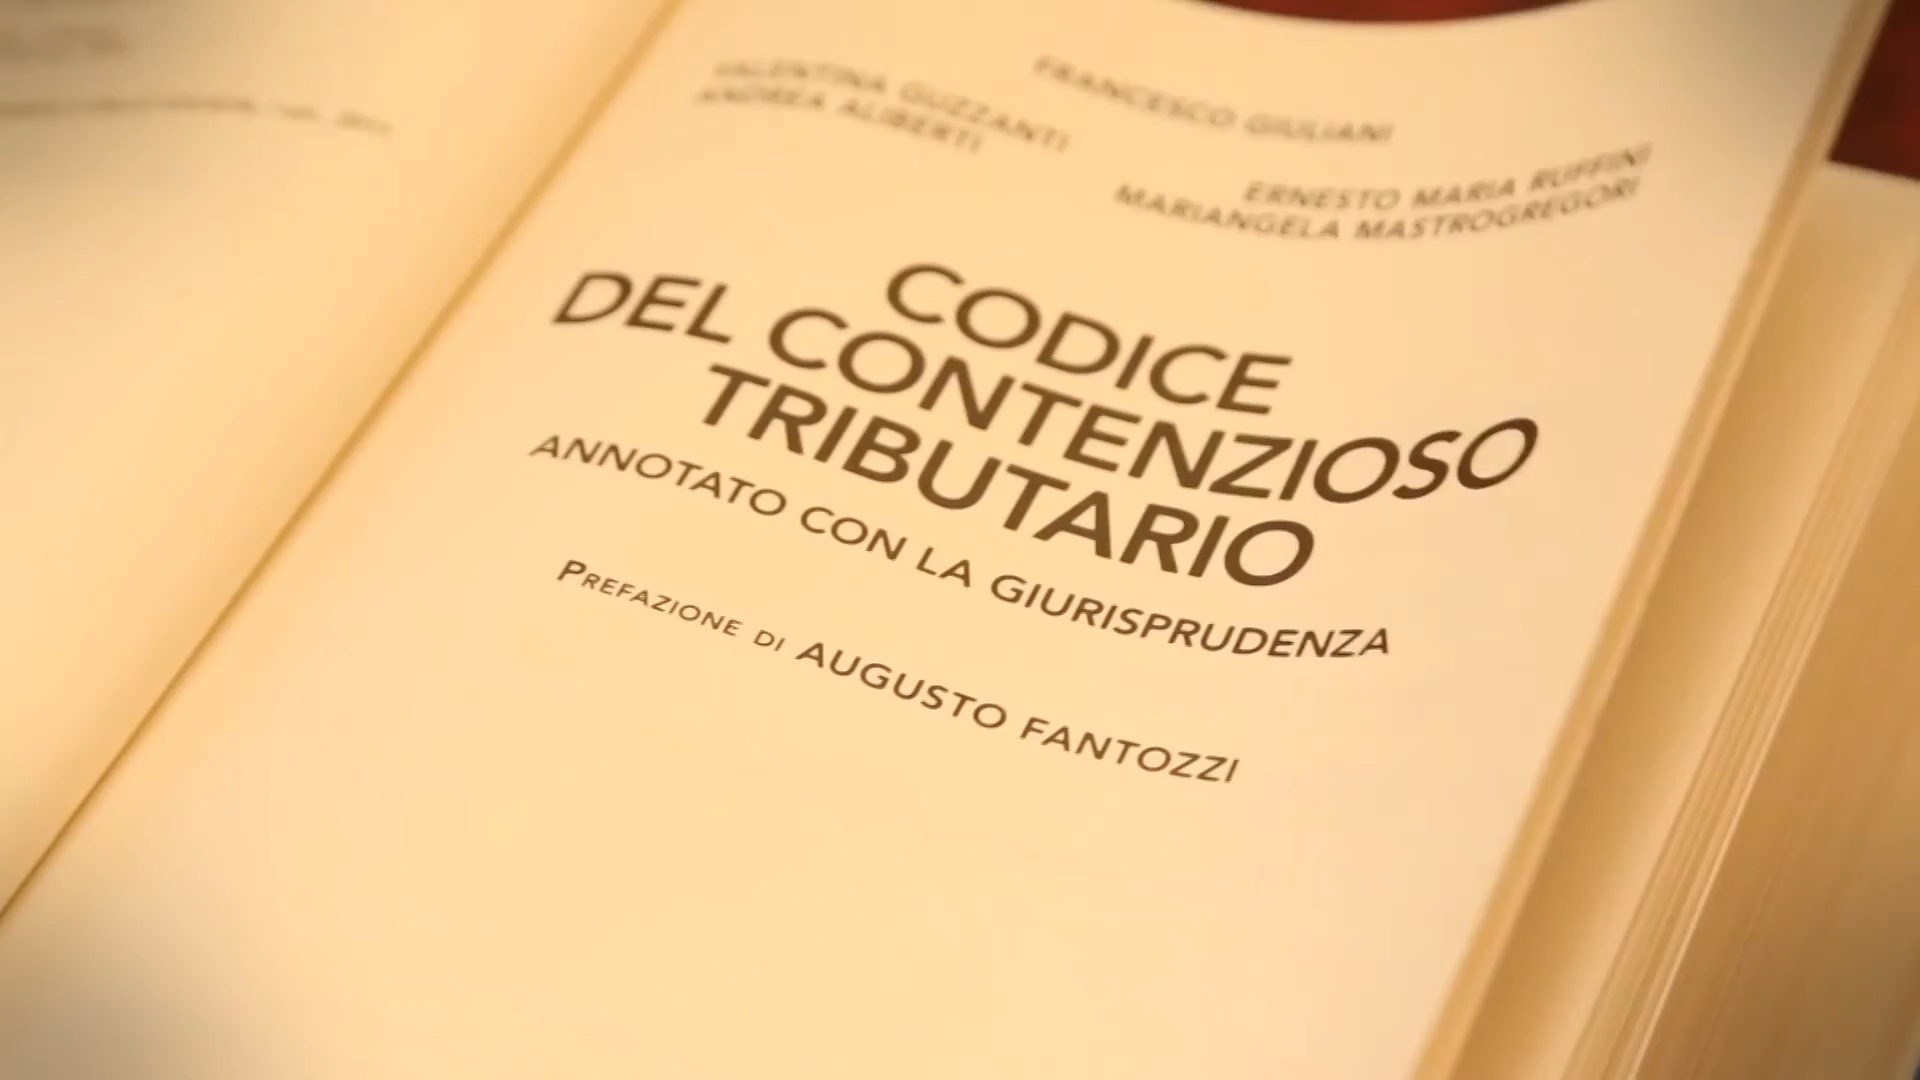 FRANCESCO GIULIANI
VALENTINA GUZZANTI
ANDREA ALIBERTI
ERNESTO MARIA RUFFINI
MARIANGELA MASTROGREGORI
CODICE
DEL CONTENZIOSO
TRIBUTARIO
ANNOTATO CON LA GIURISPRUDENZA
PREFAZIONE DI AUGUSTO FANTOZZI